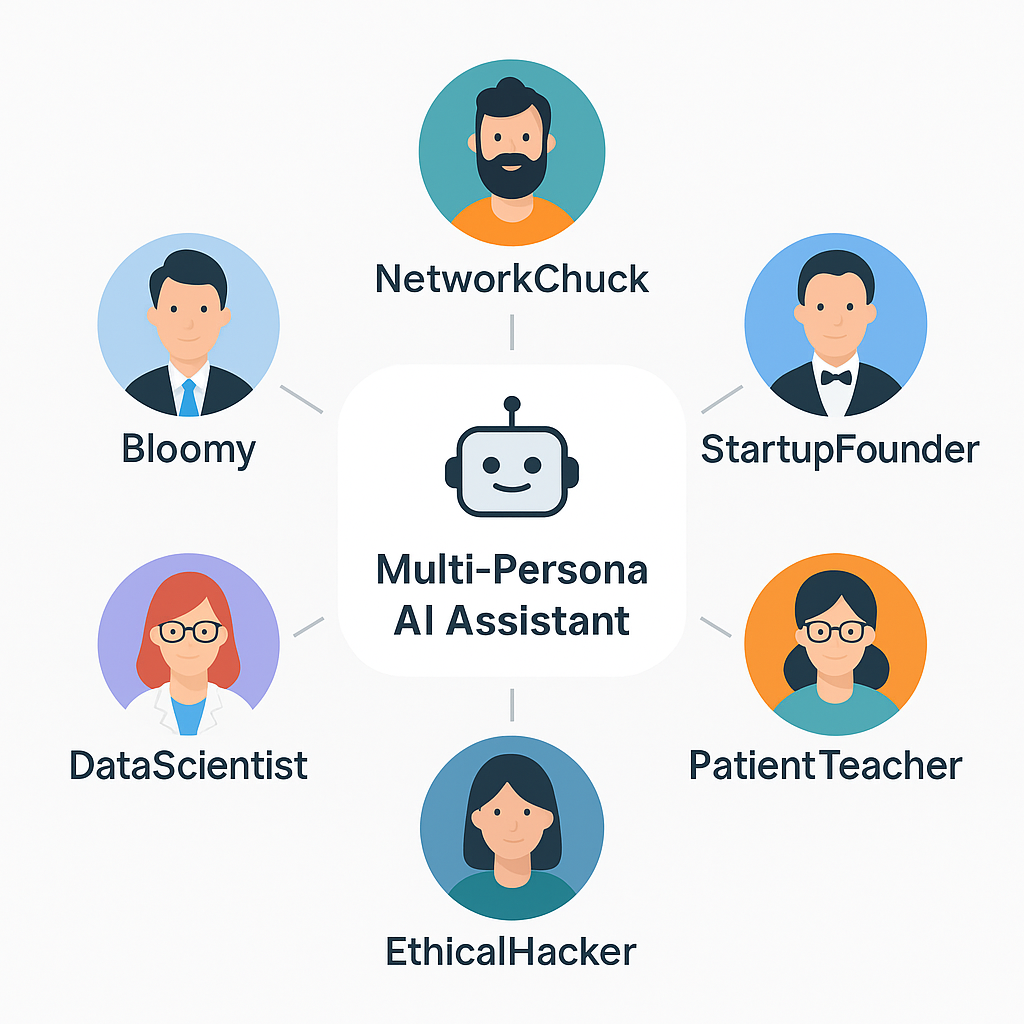 NetworkChuck
Bloomy
StartupFounder
Multi-Persona
AI Assistant
DataScientist
PatientTeacher
EthicalHacker